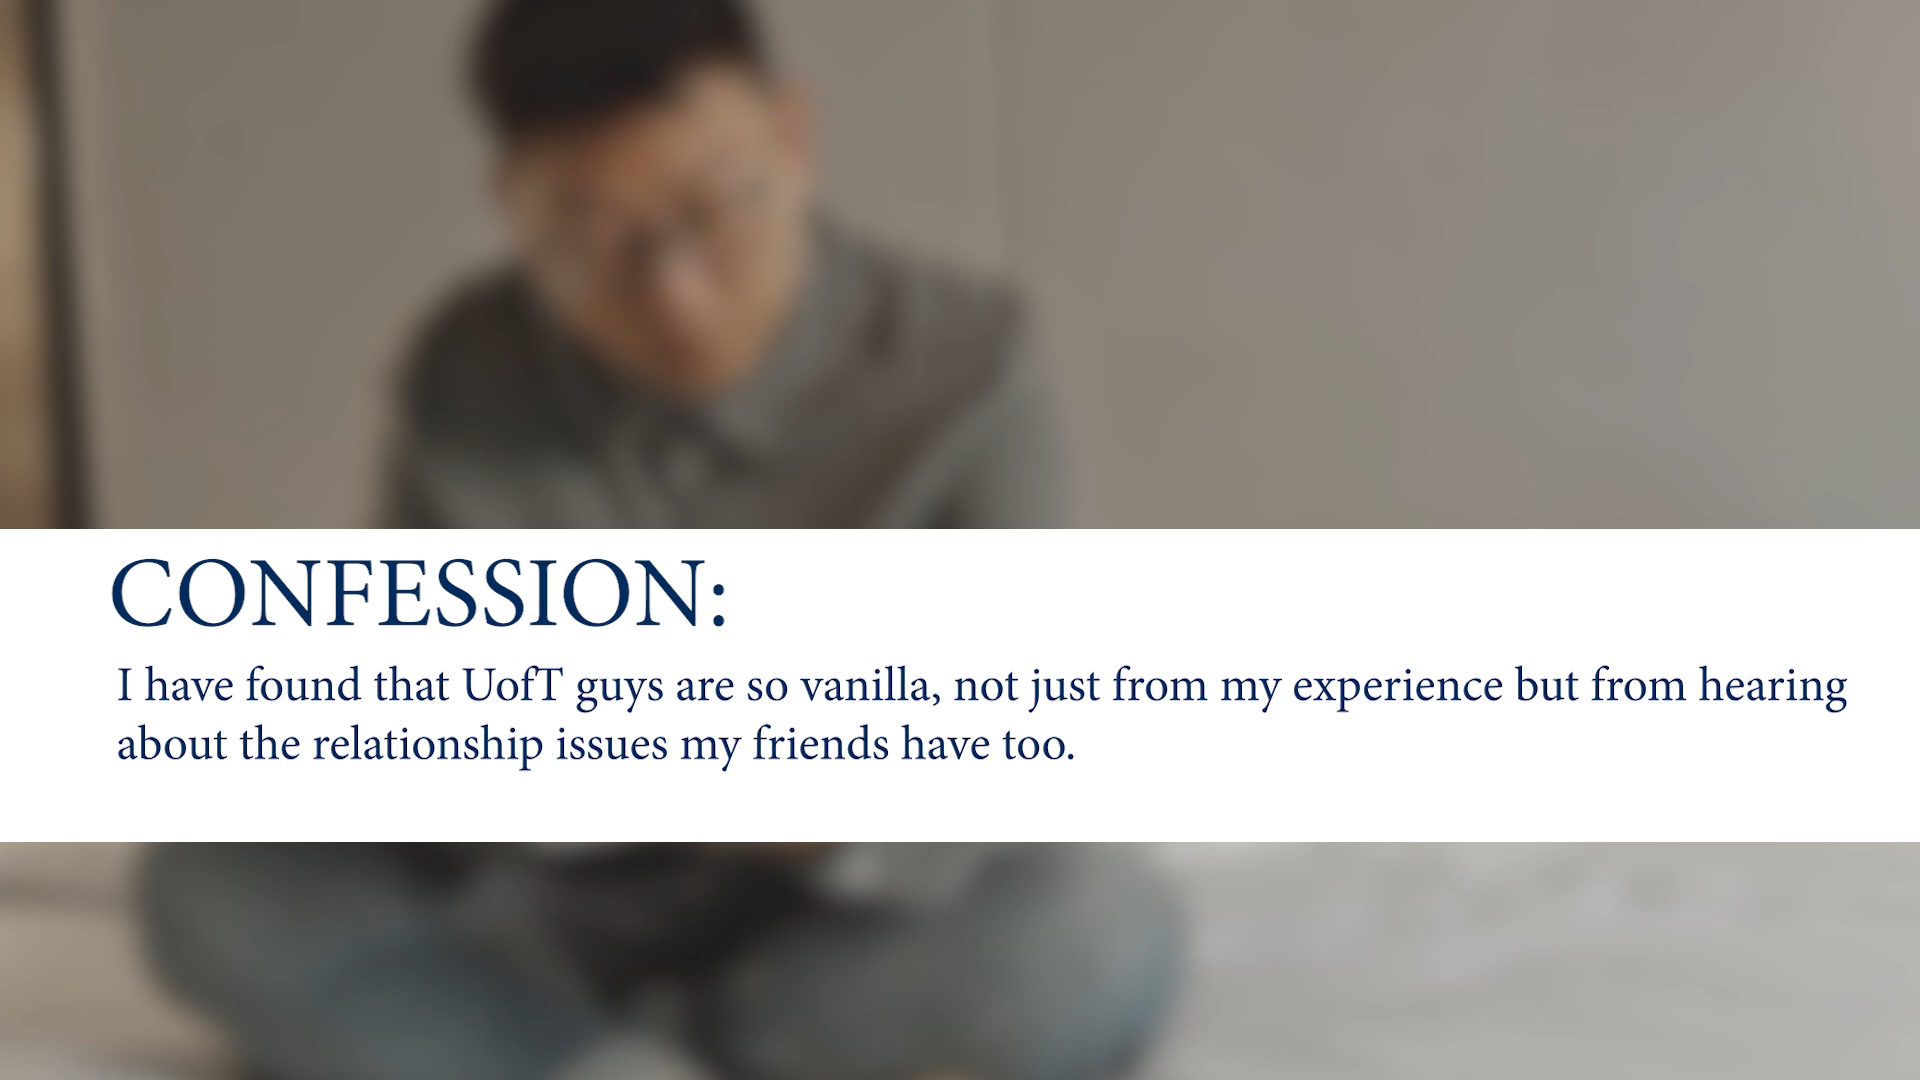 CONFESSION:
I have found that UofT guys are so vanilla, not just from my experience but from hearing
about the relationship issues my friends have too.